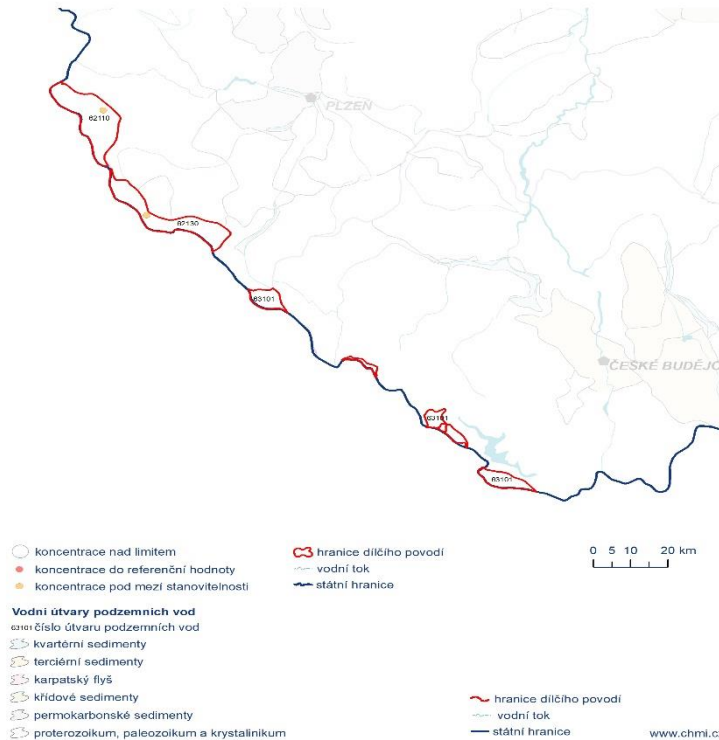 62110
PLZEŇ
62130
63101
ČESKÉ BUDĚJO
63101
63101
koncentrace nad limitem
koncentrace do referenční hodnoty
koncentrace pod mezí stanovitelnosti
hranice dílčího povodí
vodní tok
státní hranice
0 5 10 20 km
Vodní útvary podzemních vod
63101 číslo útvaru podzemních vod
kvartérní sedimenty
terciérní sedimenty
karpatský flyš
křídové sedimenty
permokarbonské sedimenty
proterozoikum, paleozoikum a krystalinikum
hranice dílčího povodí
vodní tok
státní hranice
www.chmi.c